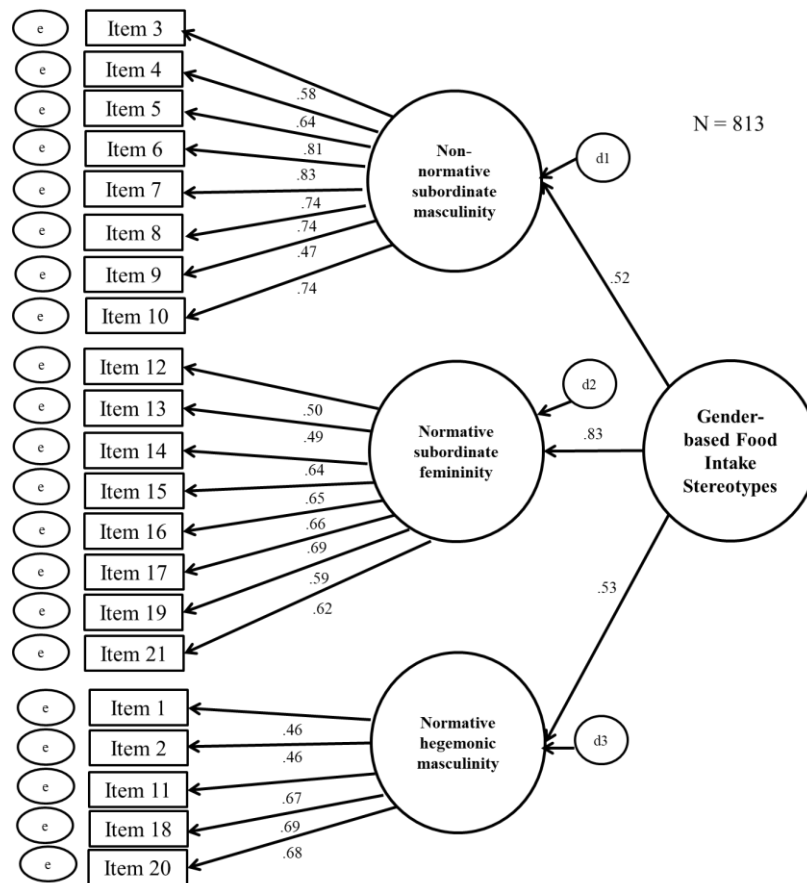 e Item 3
e Item 4
e Item 5
e Item 6
e Item 7
e Item 8
e Item 9
e Item 10
.58
.64
.81
.83
.74
.74
.47
.74
Non-
normative
subordinate
masculinity
d1
N = 813
.52
e Item 12
e Item 13
e Item 14
e Item 15
e Item 16
e Item 17
e Item 19
e Item 21
.50
.49
.64
.65
.66
.69
.59
.62
Normative
subordinate
femininity
d2
.83
Gender-
based Food
Intake
Stereotypes
.53
e Item 1
e Item 2
e Item 11
e Item 18
e Item 20
.46
.46
.67
.69
.68
Normative
hegemonic
masculinity
d3